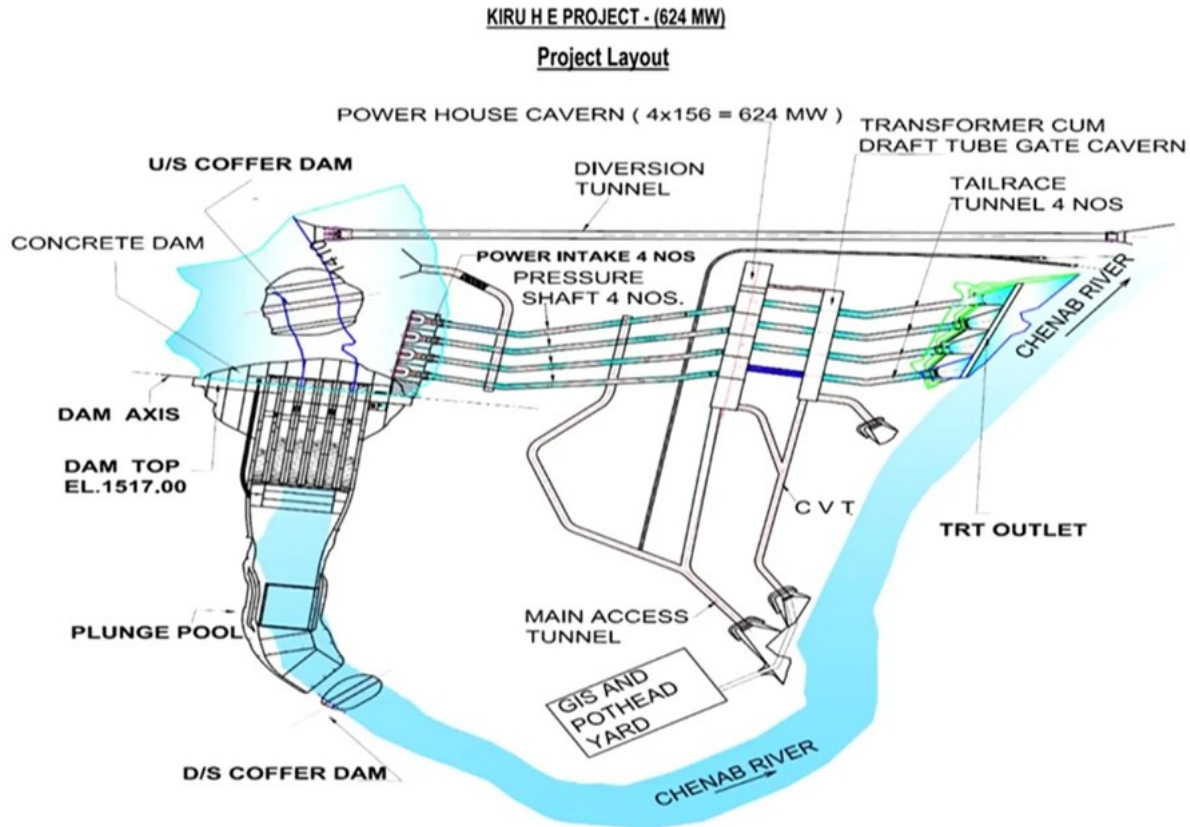 KIRU H E PROJECT - (624 MW)
Project Layout
POWER HOUSE CAVERN ( 4x156 = 624 MW )
TRANSFORMER CUM
DRAFT TUBE GATE CAVERN
U/S COFFER DAM
DIVERSION
TUNNEL
TAILRACE
TUNNEL 4 NOS
CONCRETE DAM
1410
POWER INTAKE 4 NOS
PRESSURE
SHAFT 4 NOS.
CHENAB RIVER
DAM AXIS
DAM TOP
EL.1517.00
C V T
TRT OUTLET
PLUNGE POOL
MAIN ACCESS
TUNNEL
GIS AND
POTHEAD
YARD
D/S COFFER DAM
CHENAB RIVER